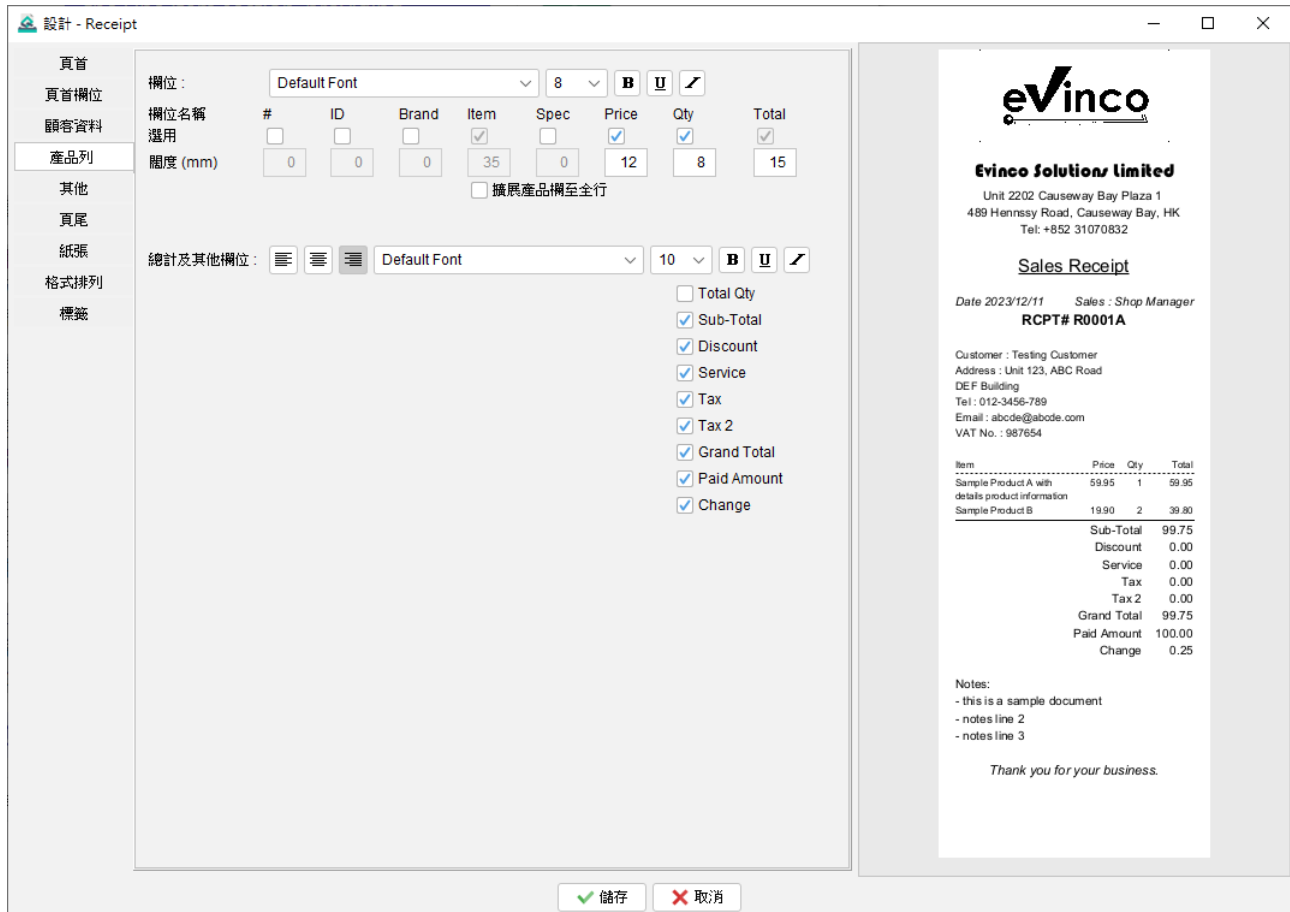 設計 - Receipt
頁首
頁首欄位
顧客資料
產品列
其他
頁尾
紙張
格式排列
標籤
欄位 : Default Font 8 B U I
欄位名稱 # ID Brand Item Spec Price Qty Total
選用
闊度 (mm) 0 0 0 35 0 12 8 15
擴展產品欄至全行
總計及其他欄位 : Default Font 10 B U I
Total Qty
Sub-Total
Discount
Service
Tax
Tax 2
Grand Total
Paid Amount
Change
儲存 取消
evinco
Evinco Solutions Limited
Unit 2202 Causeway Bay Plaza 1
489 Hennssy Road, Causeway Bay, HK
Tel: +852 31070832
Sales Receipt
Date 2023/12/11 Sales : Shop Manager
RCPT# R0001A
Customer : Testing Customer
Address : Unit 123, ABC Road
DEF Building
Tel : 012-3456-789
Email : abcde@abcde.com
VAT No. : 987654
Item Price Qty Total
Sample Product A with 59.95 1 59.95
details product information
Sample Product B 19.90 2 39.80
Sub-Total 99.75
Discount 0.00
Service 0.00
Tax 0.00
Tax 2 0.00
Grand Total 99.75
Paid Amount 100.00
Change 0.25
Notes:
- this is a sample document
- notes line 2
- notes line 3
Thank you for your business.